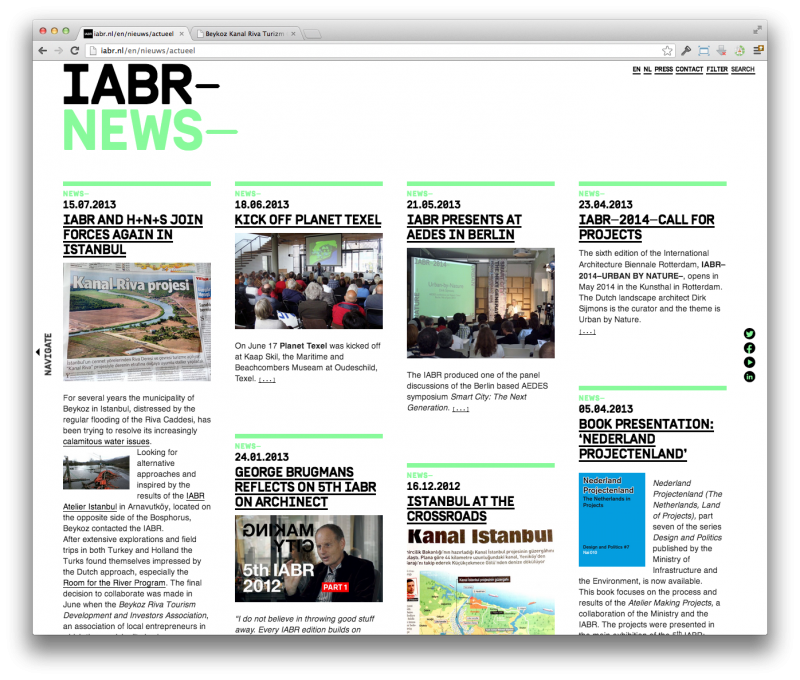 iabr.nl/en/nieuws/actueel
Beykoz Kanal Riva Turizm
iabr.nl/en/nieuws/actueel
IABR–
NEWS–
EN NL PRESS CONTACT FILTER SEARCH
NAVIGATE
NEWS–
15.07.2013
IABR AND H+N+S JOIN
FORCES AGAIN IN
ISTANBUL
Kanal Riva projesi
For several years the municipality of
Beykoz in Istanbul, distressed by the
regular flooding of the Riva Caddesi, has
been trying to resolve its increasingly
calamitous water issues.
Looking for
alternative
approaches and
inspired by the
results of the IABR
Atelier Istanbul in Arnavutköy, located on
the opposite side of the Bosphorus,
Beykoz contacted the IABR.
After extensive explorations and field
trips in both Turkey and Holland the
Turks found themselves impressed by
the Dutch approach, especially the
Room for the River Program. The final
decision to collaborate was made in
June when the Beykoz Riva Tourism
Development and Investors Association,
an association of local entrepreneurs in
NEWS–
18.06.2013
KICK OFF PLANET TEXEL
On June 17 Planet Texel was kicked off
at Kaap Skil, the Maritime and
Beachcombers Museam at Oudeschild,
Texel. [...]
NEWS–
24.01.2013
GEORGE BRUGMANS
REFLECTS ON 5TH IABR
ON ARCHINECT
MAKING
CITY
5th IABR
2012
PART 1
"I do not believe in throwing good stuff
away. Every IABR edition builds on
NEWS–
21.05.2013
IABR PRESENTS AT
AEDES IN BERLIN
IABR–2014–
The IABR produced one of the panel
discussions of the Berlin based AEDES
symposium Smart City: The Next
Generation. [...]
NEWS–
16.12.2012
ISTANBUL AT THE
CROSSROADS
Kanal Istanbul
NEWS–
23.04.2013
IABR–2014–CALL FOR
PROJECTS
The sixth edition of the International
Architecture Biennale Rotterdam, IABR–
2014–URBAN BY NATURE–, opens in
May 2014 in the Kunsthal in Rotterdam.
The Dutch landscape architect Dirk
Sijmons is the curator and the theme is
Urban by Nature.
[...]
NEWS–
05.04.2013
BOOK PRESENTATION:
'NEDERLAND
PROJECTENLAND'
Nederland
Projectenland
The Netherlands in
Projects
Design and Politics #7
Nederland
Projectenland (The
Netherlands, Land
of Projects), part
seven of the series
Design and Politics
published by the
Ministry of
Infrastructure and
the Environment, is now available.
This book focuses on the process and
results of the Atelier Making Projects, a
collaboration of the Ministry and the
IABR. The projects were presented in
the main exhibition of the 5th IABR: